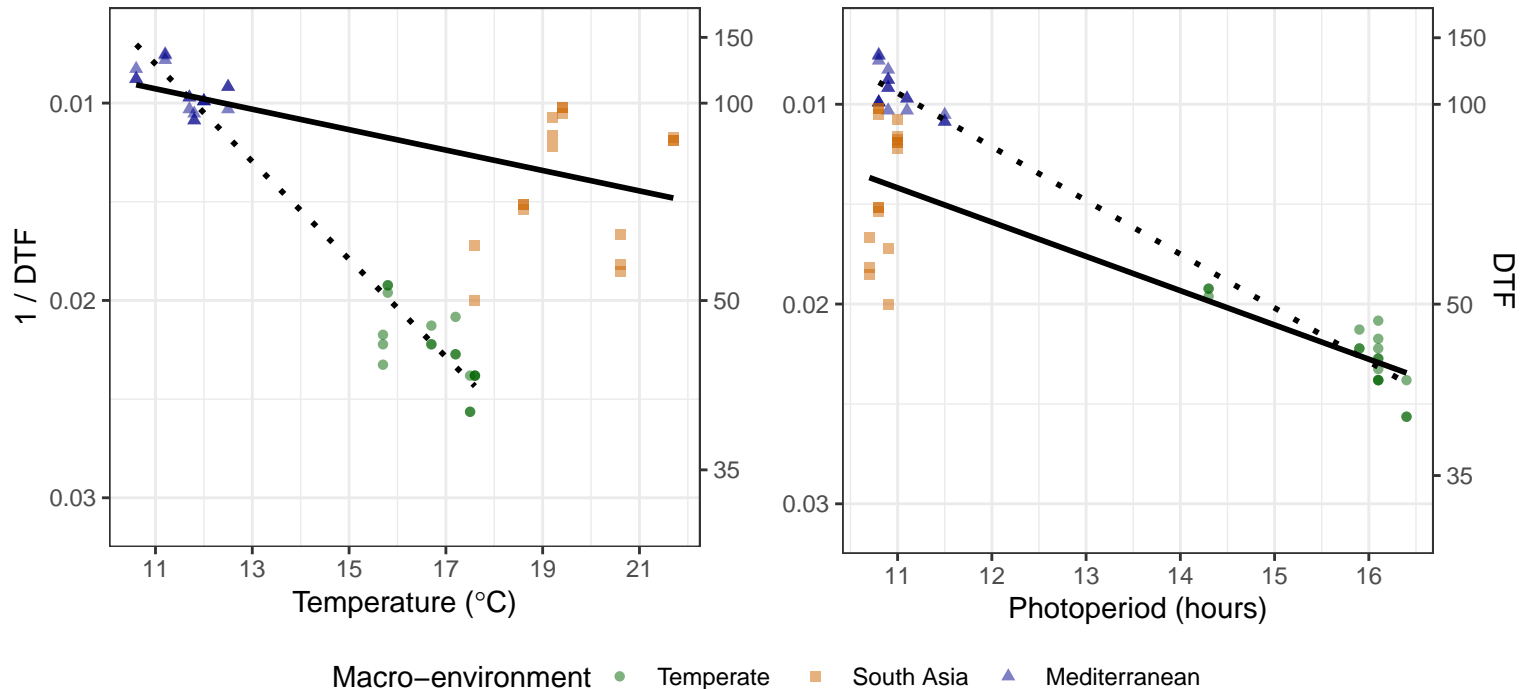 1 / DTF
0.01
0.02
0.03
150
100
50
35
11 13 15 17 19 21
Temperature (°C)
0.01
0.02
0.03
150
100
50
35
DTF
11 12 13 14 15 16
Photoperiod (hours)
Macro−environment Temperate South Asia Mediterranean